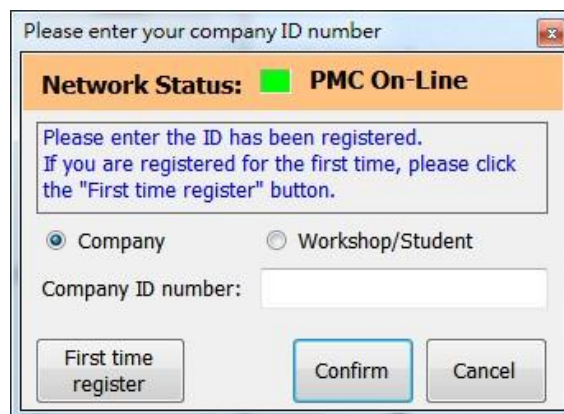 Please enter your company ID number
Network Status: PMC On-Line
Please enter the ID has been registered.
If you are registered for the first time, please click
the "First time register" button.
Company Workshop/Student
Company ID number:
First time
register
Confirm Cancel